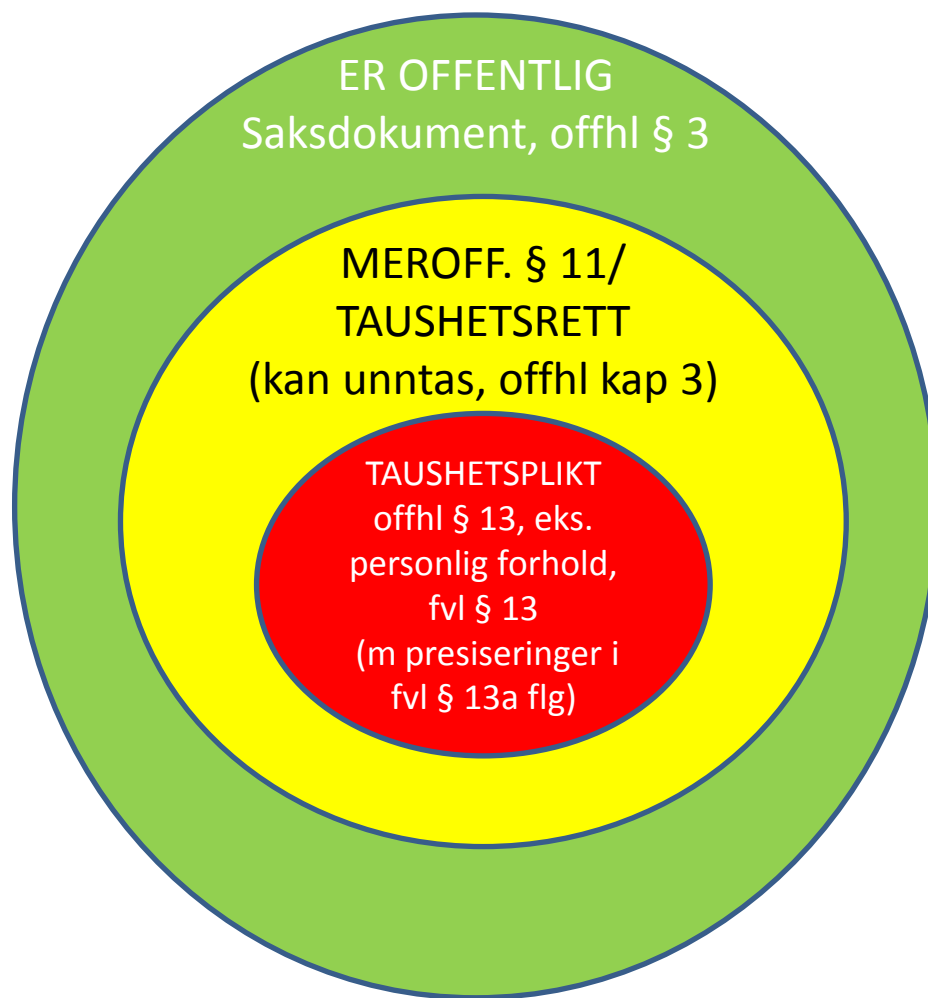 ER OFFENTLIG
Saksdokument, offhl § 3
MEROFF. § 11/
TAUSHETSRETT
(kan unntas, offhl kap 3)
TAUSHETSPLIKT
offhl § 13, eks.
personlig forhold,
fvl § 13
(m presiseringer i
fvl § 13a flg)